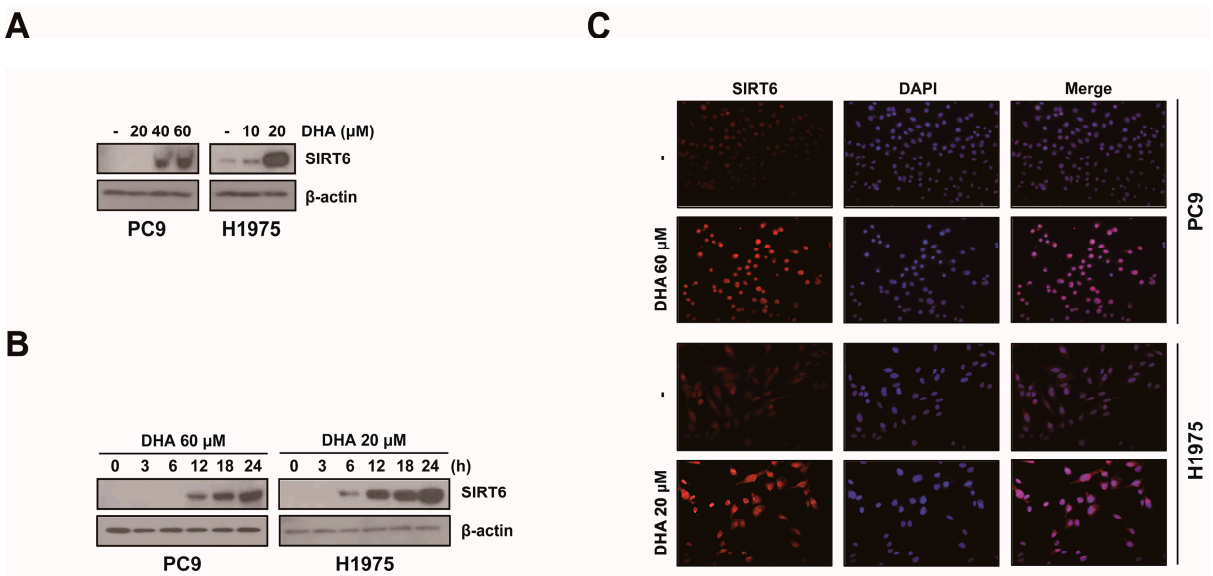 A
- 20 40 60 - 10 20 DHA (μM)
SIRT6
β-actin
PC9 H1975
B
DHA 60 μM DHA 20 μM
0 3 6 12 18 24 0 3 6 12 18 24 (h)
SIRT6
β-actin
PC9 H1975
C
SIRT6 DAPI Merge
-
DHA 60 μM
PC9
-
DHA 20 μM
H1975